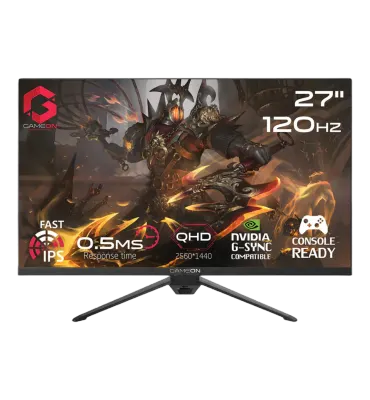 GAMEON
27"
120HZ
FAST
IPS
0.5MS
Response time
QHD
2560*1440
NVIDIA
G-SYNC
COMPATIBLE
CONSOLE
READY
GAMEON